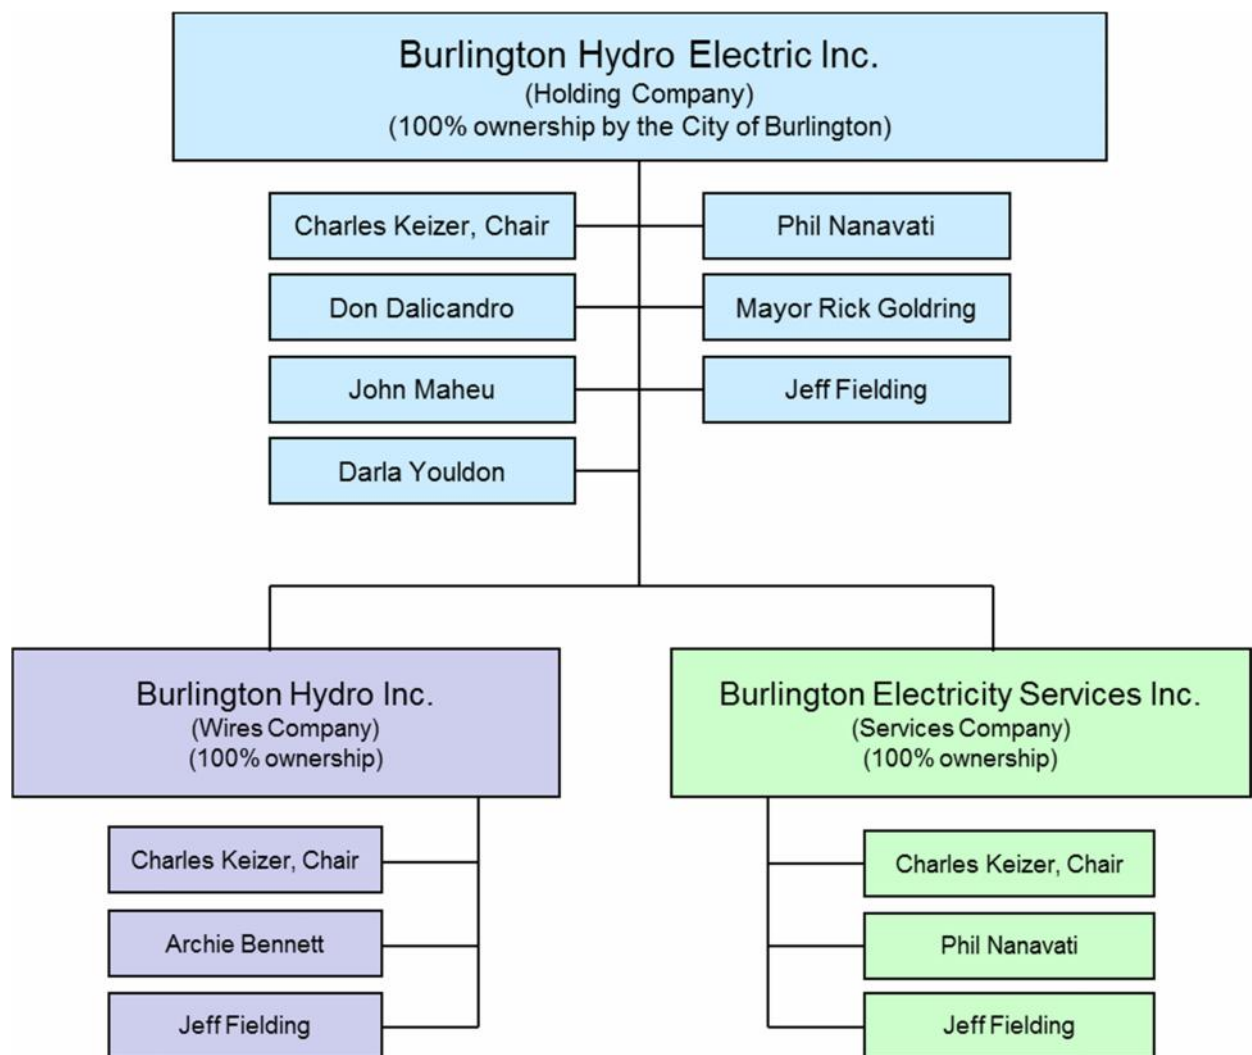 Burlington Hydro Electric Inc.
(Holding Company)
(100% ownership by the City of Burlington)
Charles Keizer, Chair
Phil Nanavati
Don Dalicandro
Mayor Rick Goldring
John Maheu
Jeff Fielding
Darla Youldon
Burlington Hydro Inc.
(Wires Company)
(100% ownership)
Charles Keizer, Chair
Archie Bennett
Jeff Fielding
Burlington Electricity Services Inc.
(Services Company)
(100% ownership)
Charles Keizer, Chair
Phil Nanavati
Jeff Fielding